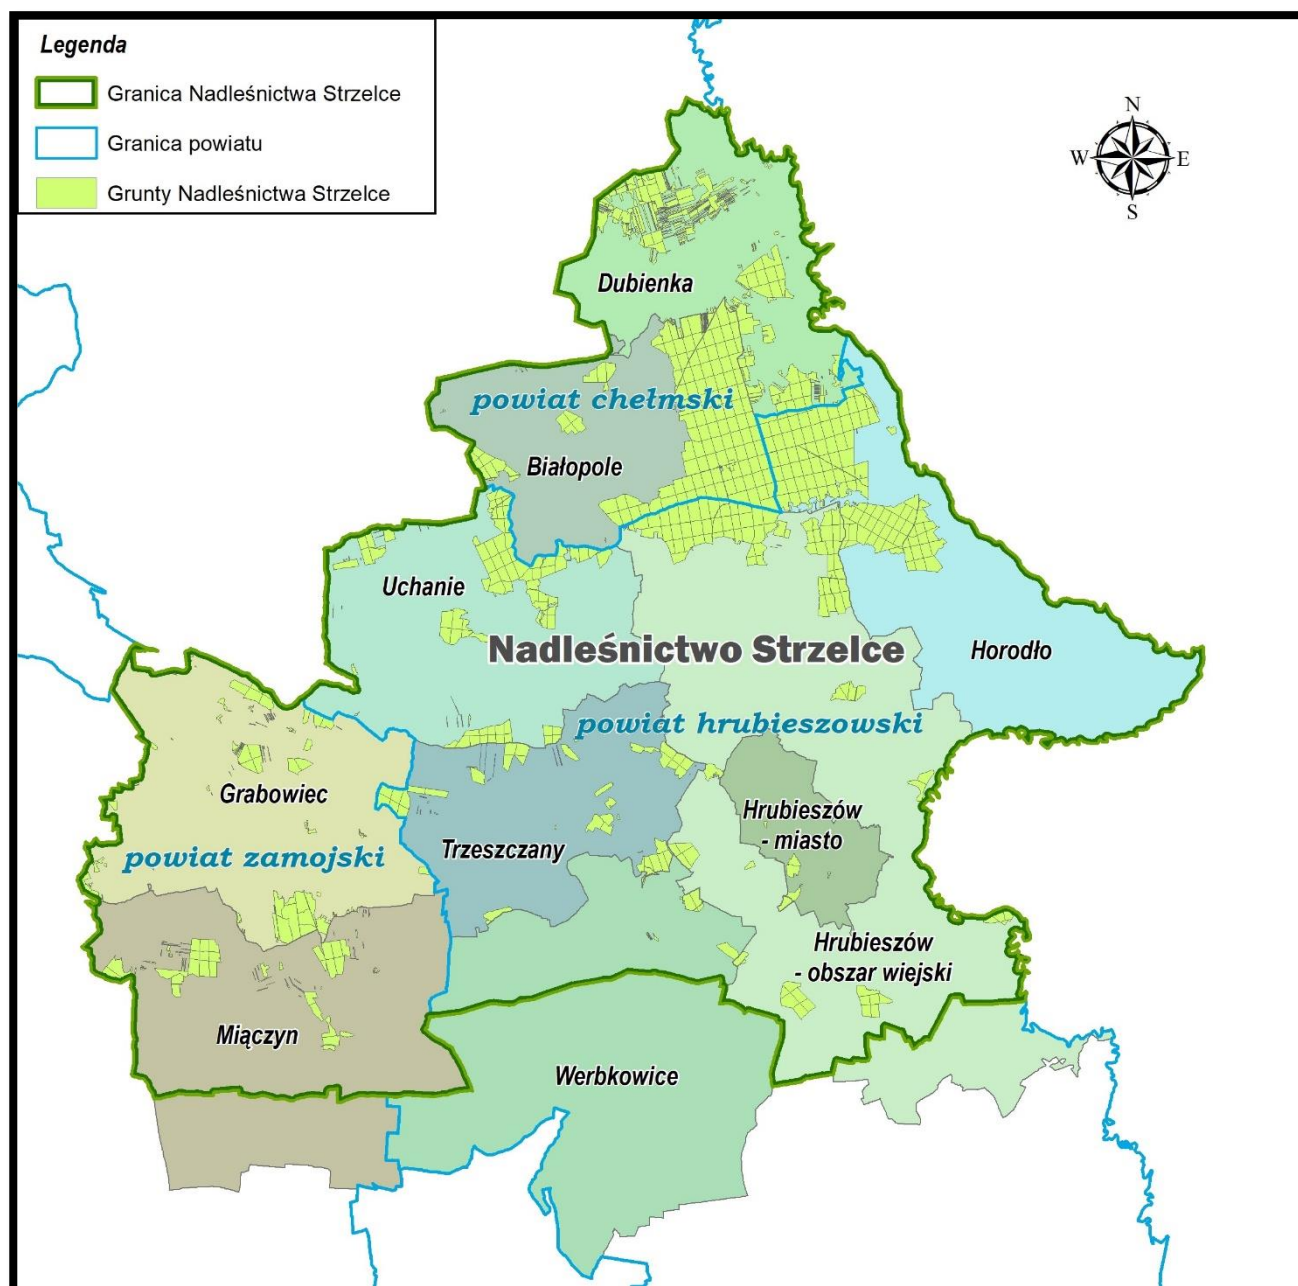 Legenda
Granica Nadleśnictwa Strzelce
Granica powiatu
Grunty Nadleśnictwa Strzelce
N
W
E
S
Dubienka
powiat chełmski
Białopole
Uchanie
Nadleśnictwo Strzelce
Horodło
powiat hrubieszowski
Grabowiec
Hrubieszów
- miasto
Trzeszczany
powiat zamojski
Hrubieszów
- obszar wiejski
Miączyn
Werbkowice